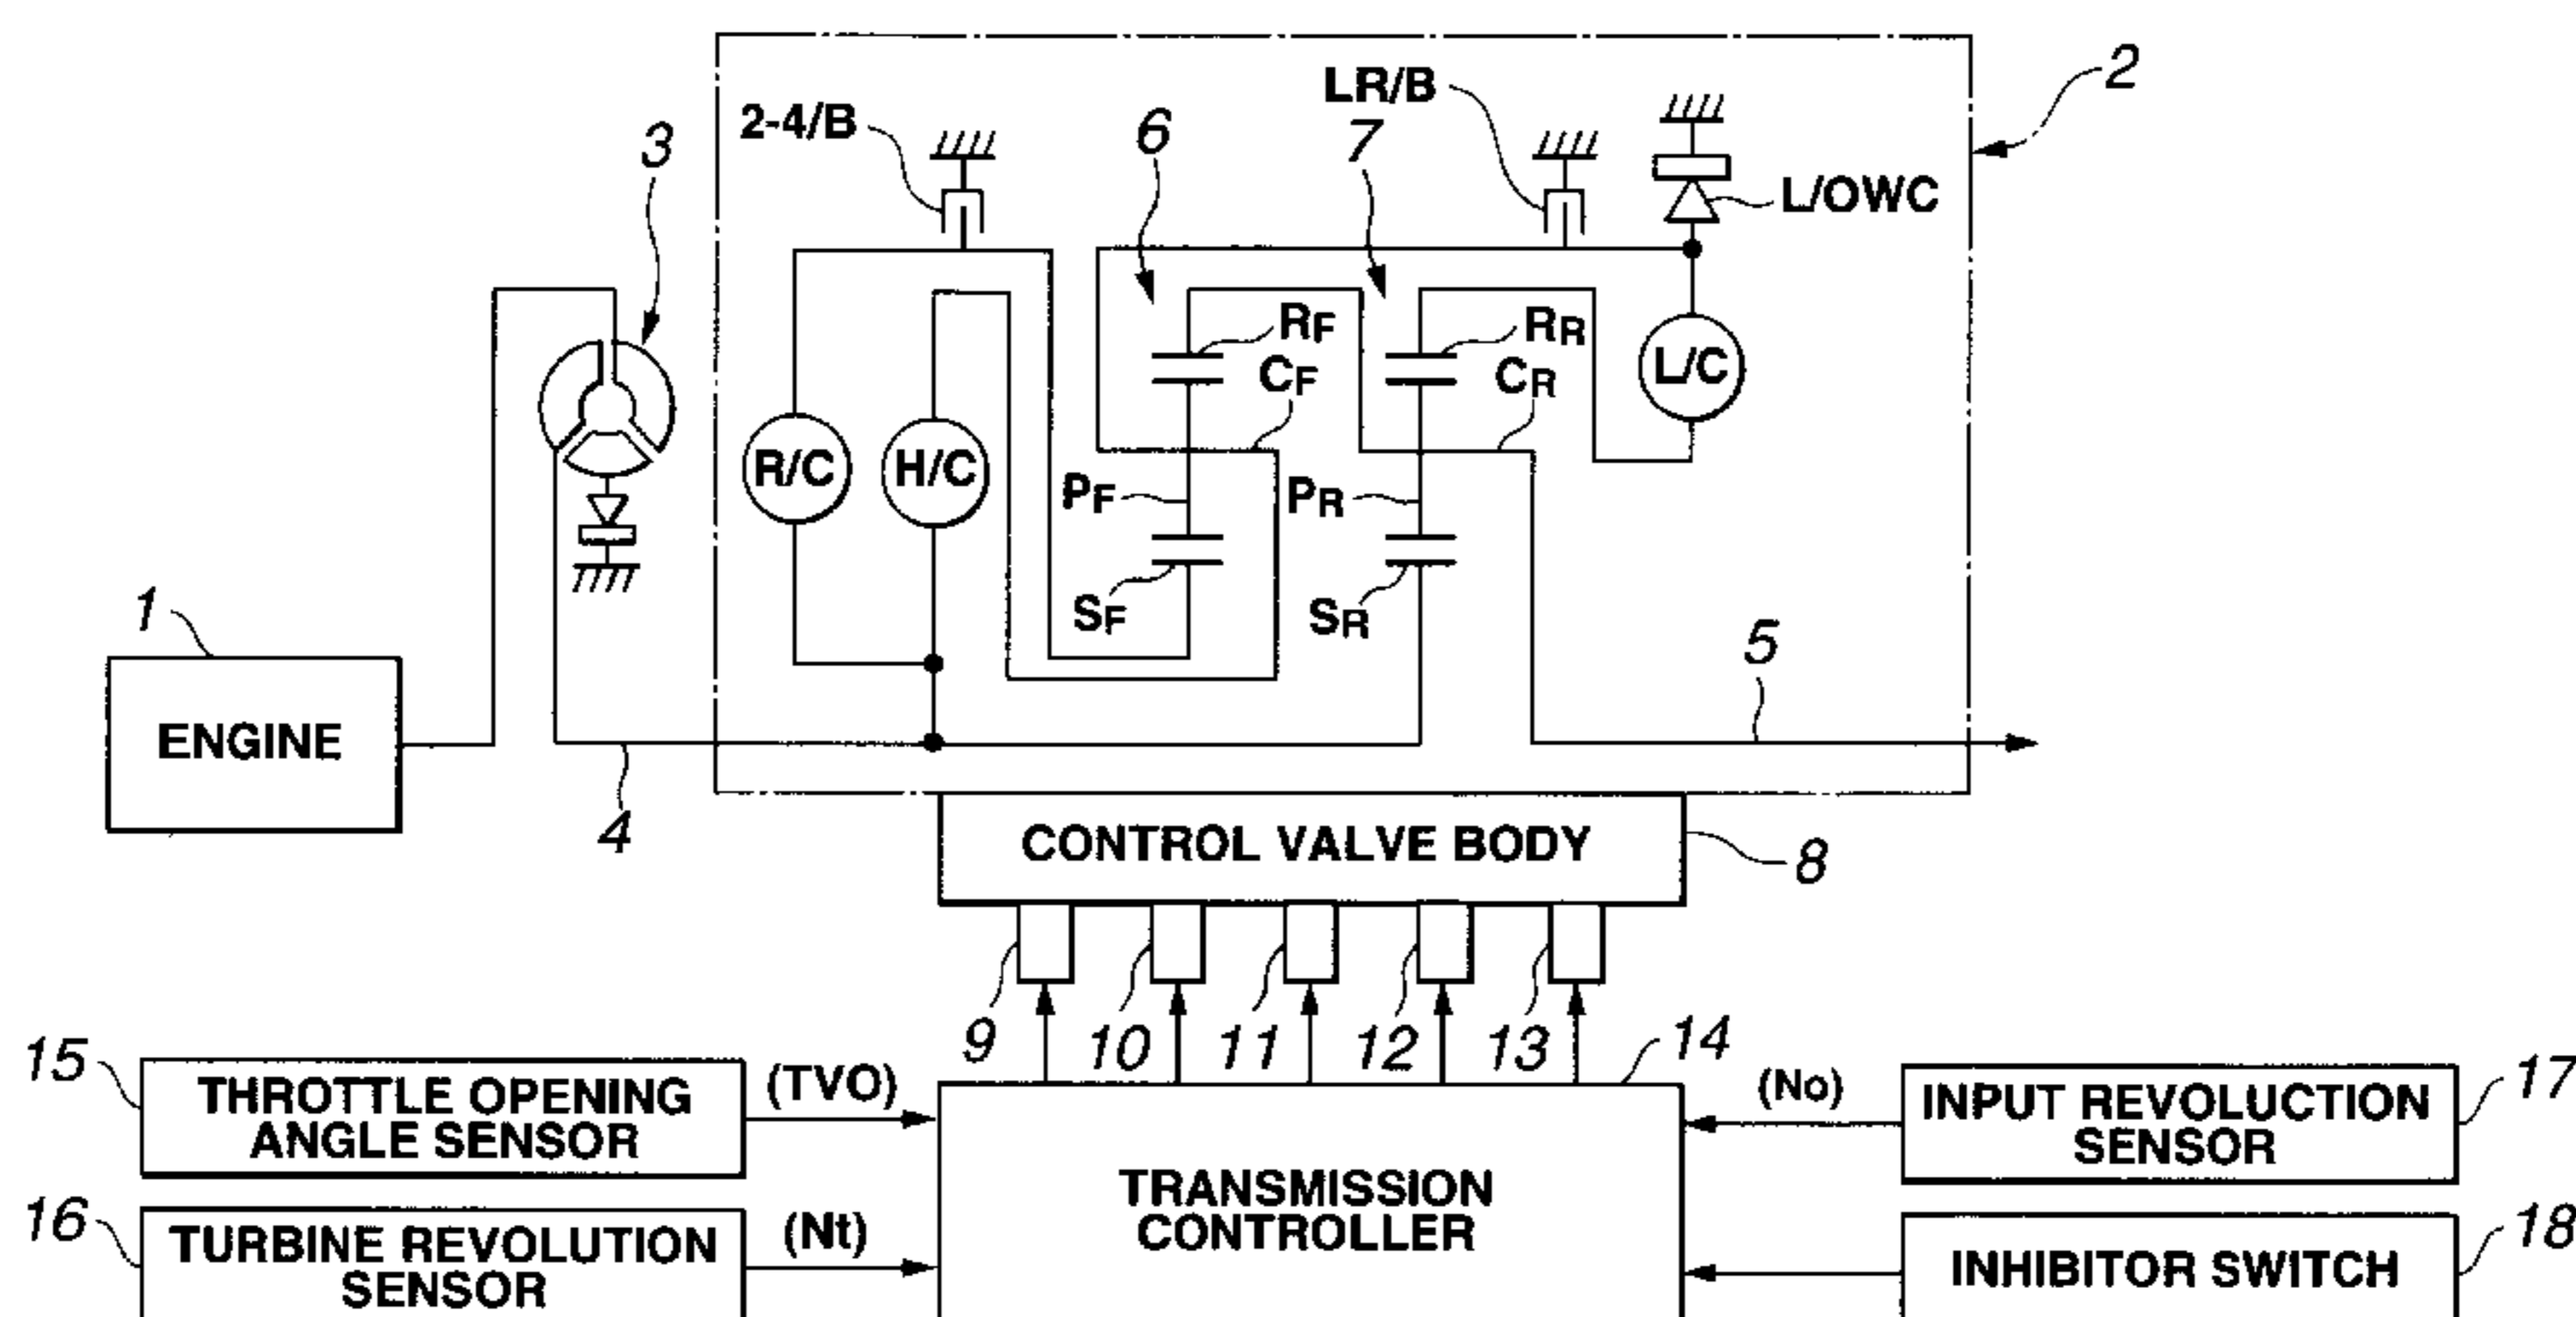 2
LR/B
2-4/B
6
7
3
L/OWC
RF
RR
CF
CR
L/C
R/C
H/C
PF
PR
SF
SR
1
5
ENGINE
4
CONTROL VALVE BODY
8
9
10
11
12
13
14
15
THROTTLE OPENING
ANGLE SENSOR
(TVO)
(No)
INPUT REVOLUCTION
SENSOR
17
TRANSMISSION
CONTROLLER
16
TURBINE REVOLUTION
SENSOR
(Nt)
INHIBITOR SWITCH
18